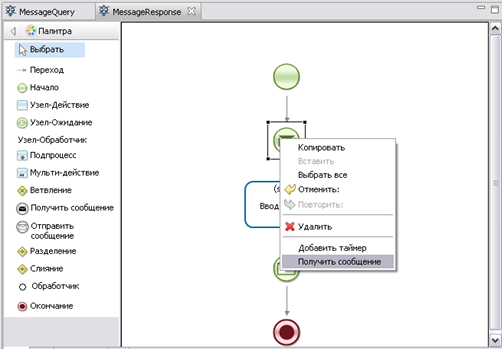 MessageQuery
MessageResponse
Палитра
Выбрать
Переход
Начало
Узел-Действие
Узел-Ожидание
Узел-Обработчик
Подпроцесс
Мульти-действие
Ветвление
Получить сообщение
Отправить
сообщение
Разделение
Слияние
Обработчик
Окончание
(s
Ввод
Копировать
Вставить
Выбрать все
Отменить:
Повторить:
Удалить
Добавить таймер
Получить сообщение